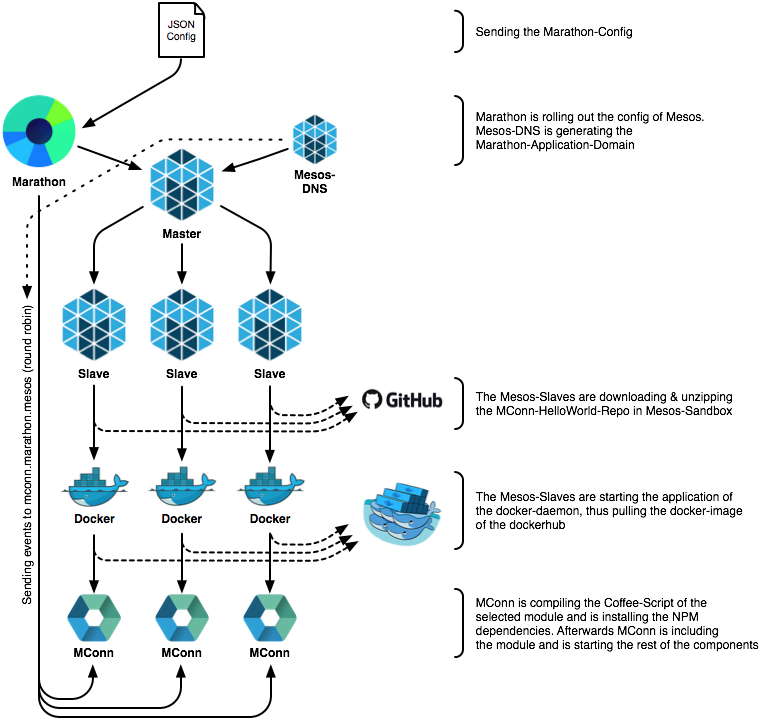 JSON
Config
Sending the Marathon-Config
Marathon is rolling out the config of Mesos.
Mesos-DNS is generating the
Marathon-Application-Domain
Marathon
Mesos-
DNS
Master
Slave
Slave
Slave
Sending events to mconn.marathon.mesos (round robin)
GitHub
The Mesos-Slaves are downloading & unzipping
the MConn-HelloWorld-Repo in Mesos-Sandbox
Docker
Docker
Docker
The Mesos-Slaves are starting the application of
the docker-daemon, thus pulling the docker-image
of the dockerhub
MConn
MConn
MConn
MConn is compiling the Coffee-Script of the
selected module and is installing the NPM
dependencies. Afterwards MConn is including
the module and is starting the rest of the components